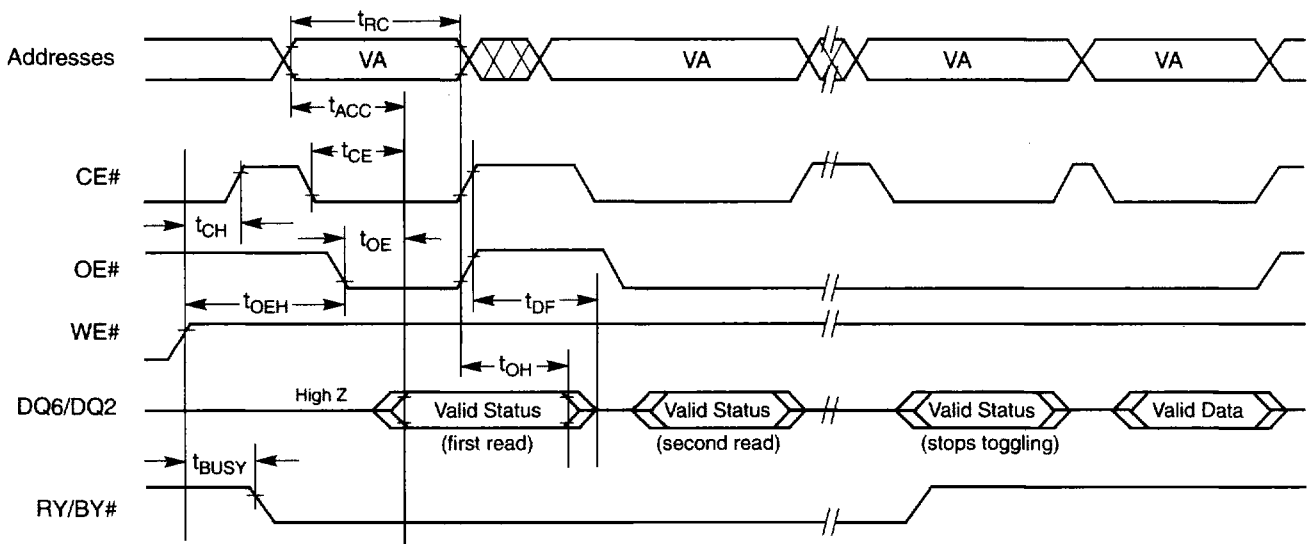 tRC
Addresses VA VA VA VA
tACC
tCE
CE#
tCH tOE
OE#
tOEH tDF
WE#
tOH
High Z
DQ6/DQ2 Valid Status Valid Status Valid Status Valid Data
(first read) (second read) (stops toggling)
tBUSY
RY/BY#